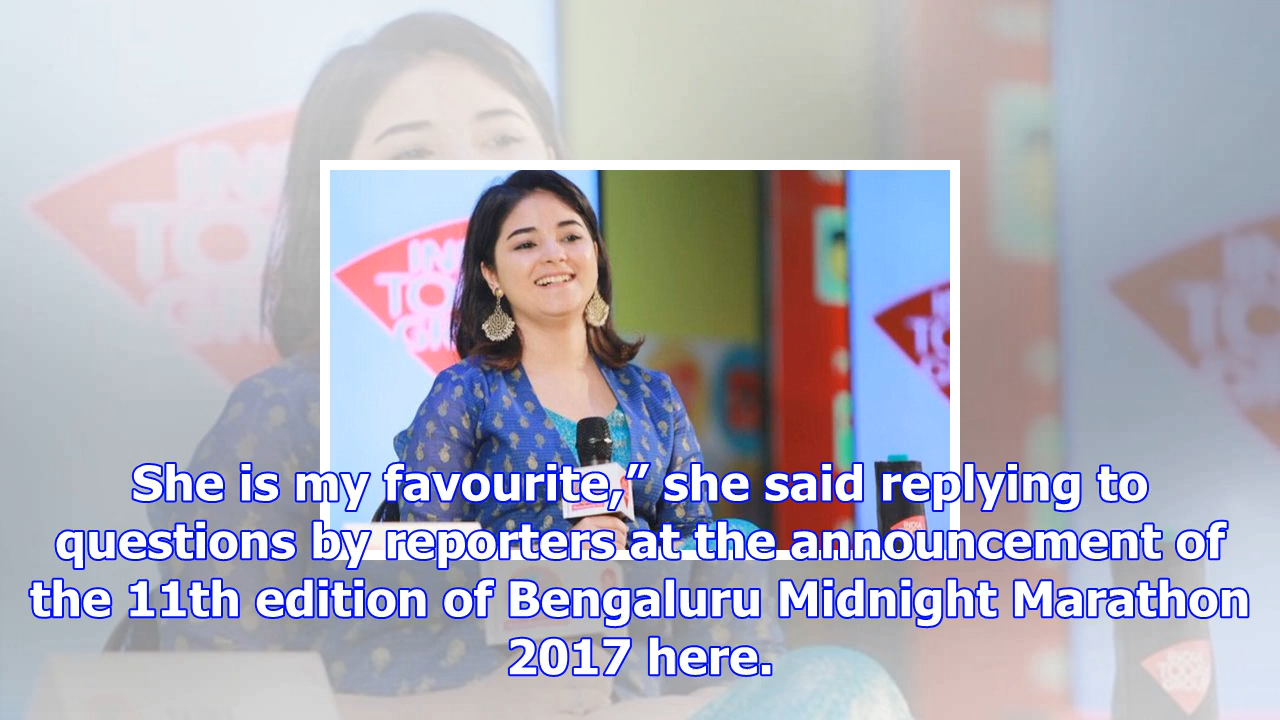 INDIA
She is my favourite,” she said replying to
questions by reporters at the announcement of
the 11th edition of Bengaluru Midnight Marathon
2017 here.